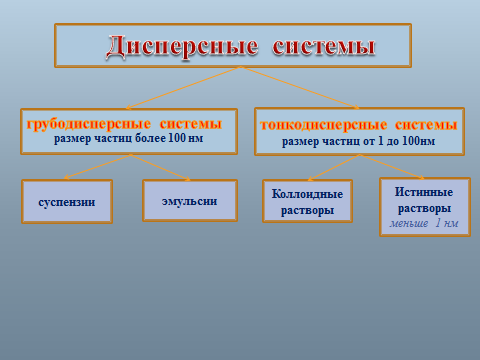 Дисперсные системы
грубодисперсные системы
размер частиц более 100 нм
тонкодисперсные системы
размер частиц от 1 до 100нм
суспензии
эмульсии
Коллоидные
растворы
Истинные
растворы
меньше 1 нм